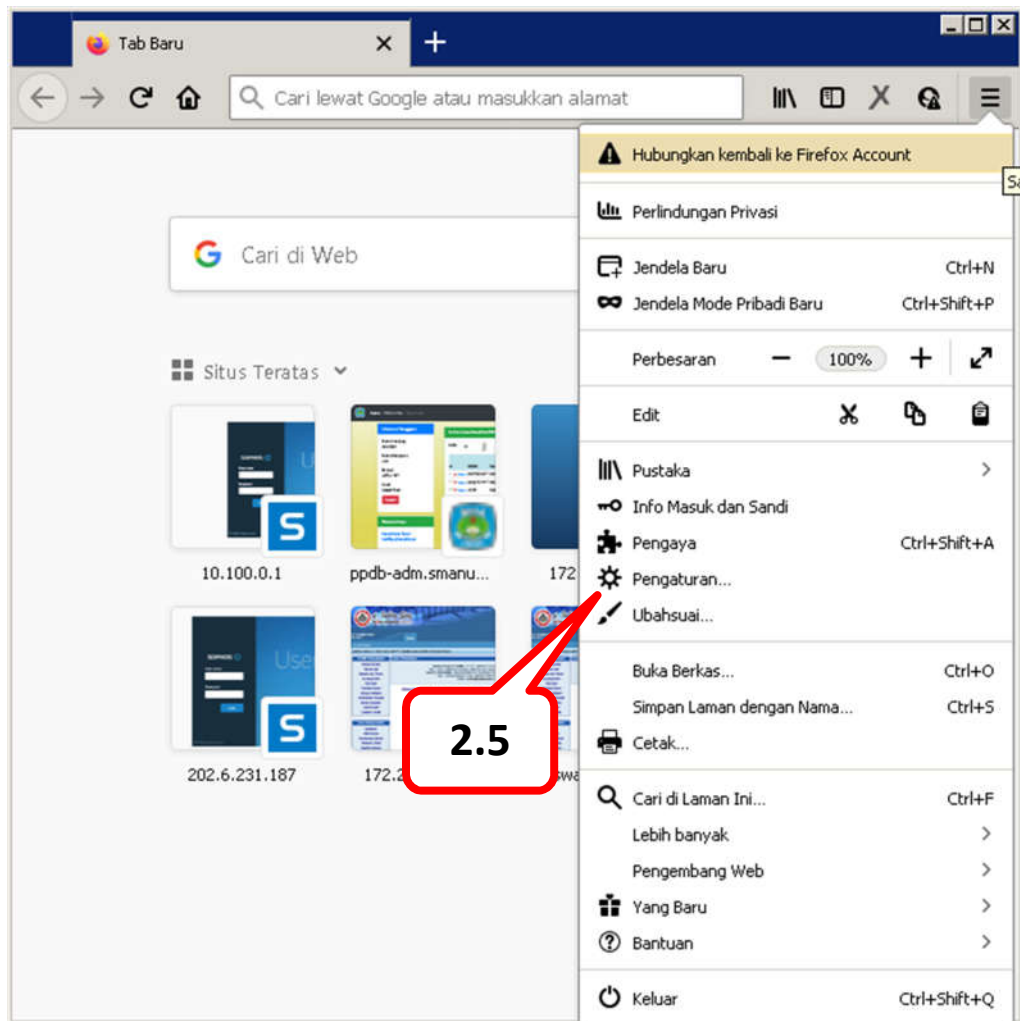 Tab Baru
Cari lewat Google atau masukkan alamat
Hubungkan kembali ke Firefox Account
Perlindungan Privasi
Cari di Web
Jendela Baru Ctrl+N
Jendela Mode Pribadi Baru Ctrl+Shift+P
Perbesaran 100%
Situs Teratas
Edit
Pustaka
Info Masuk dan Sandi
Pengaya Ctrl+Shift+A
10.100.0.1 ppdb-adm.smanu... 172
Pengaturan...
Ubahsuai...
Buka Berkas... Ctrl+O
Simpan Laman dengan Nama... Ctrl+S
2.5
Cetak...
202.6.231.187 172.2
Cari di Laman Ini... Ctrl+F
Lebih banyak
Pengembang Web
Yang Baru
Bantuan
Keluar Ctrl+Shift+Q